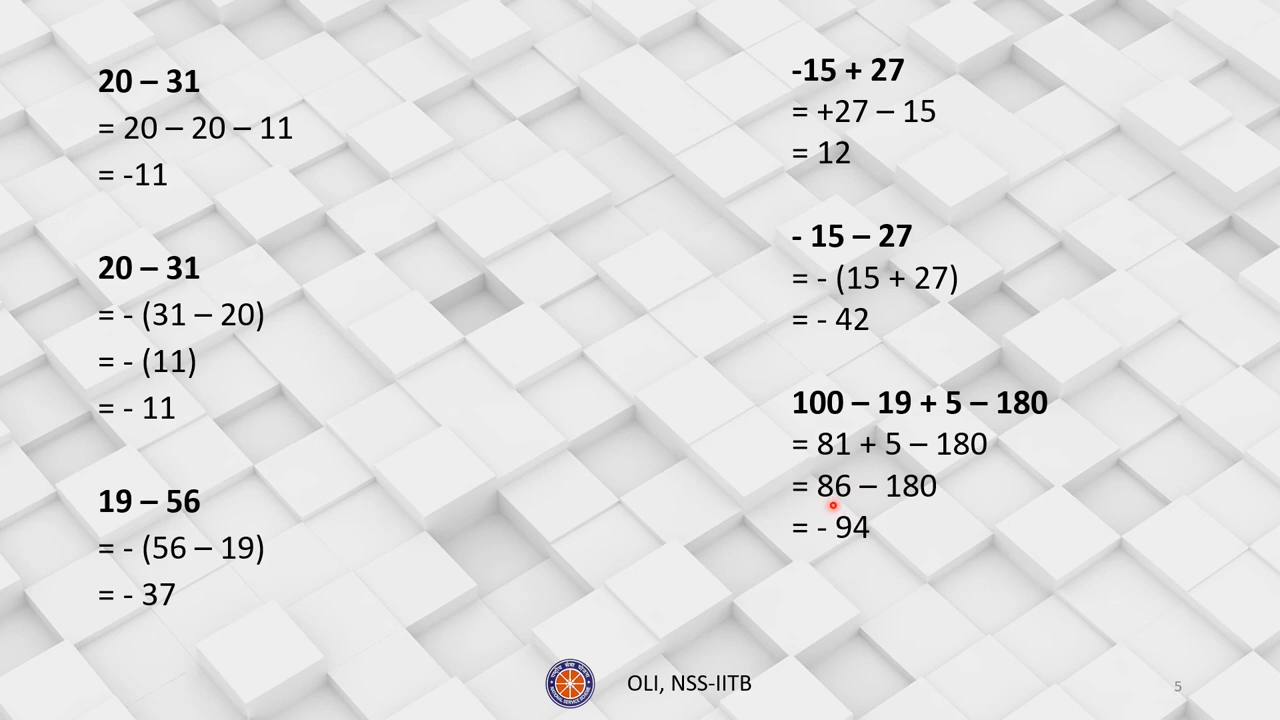 20 – 31
= 20 – 20 – 11
= -11
20 – 31
= - (31 – 20)
= - (11)
= - 11
19 – 56
= - (56 – 19)
= - 37
-15 + 27
= +27 – 15
= 12
- 15 – 27
= - (15 + 27)
= - 42
100 – 19 + 5 – 180
= 81 + 5 – 180
= 86 – 180
= - 94
OLI, NSS-IITB
5